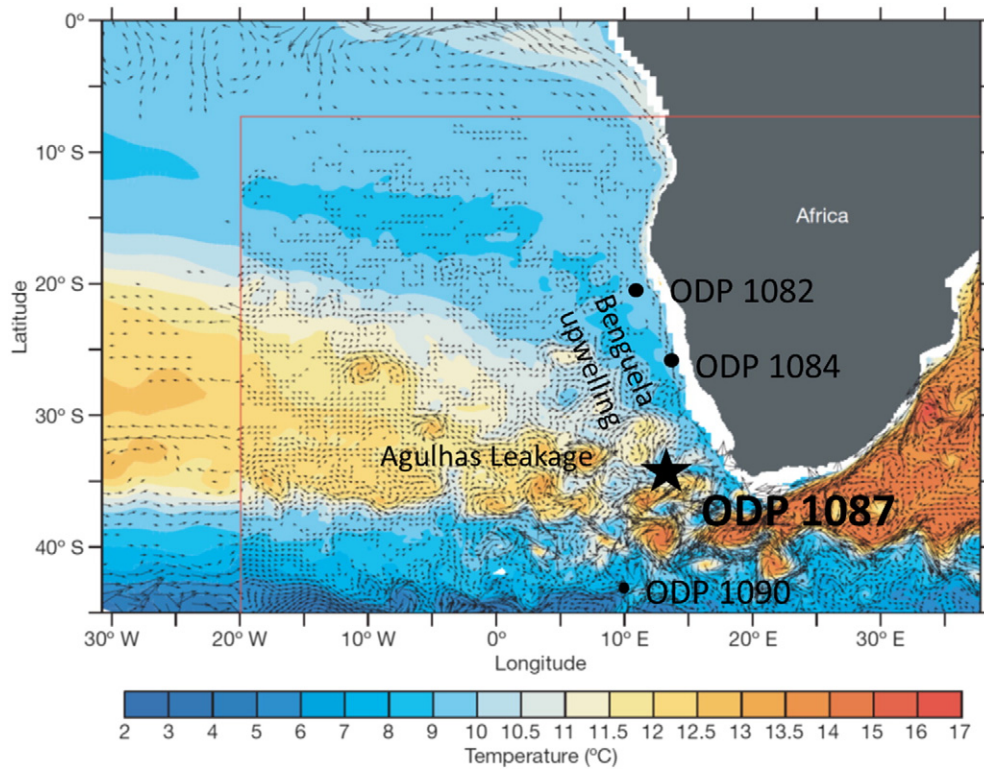 0°
10° S
20° S
30° S
40° S
Latitude
Africa
ODP 1082
Benguela
upwelling
ODP 1084
Agulhas Leakage
ODP 1087
ODP 1090
30° W
20° W
10° W
0°
10° E
20° E
30° E
Longitude
2 3 4 5 6 7 8 9 10 10.5 11 11.5 12 12.5 13 13.5 14 15 16 17
Temperature (°C)